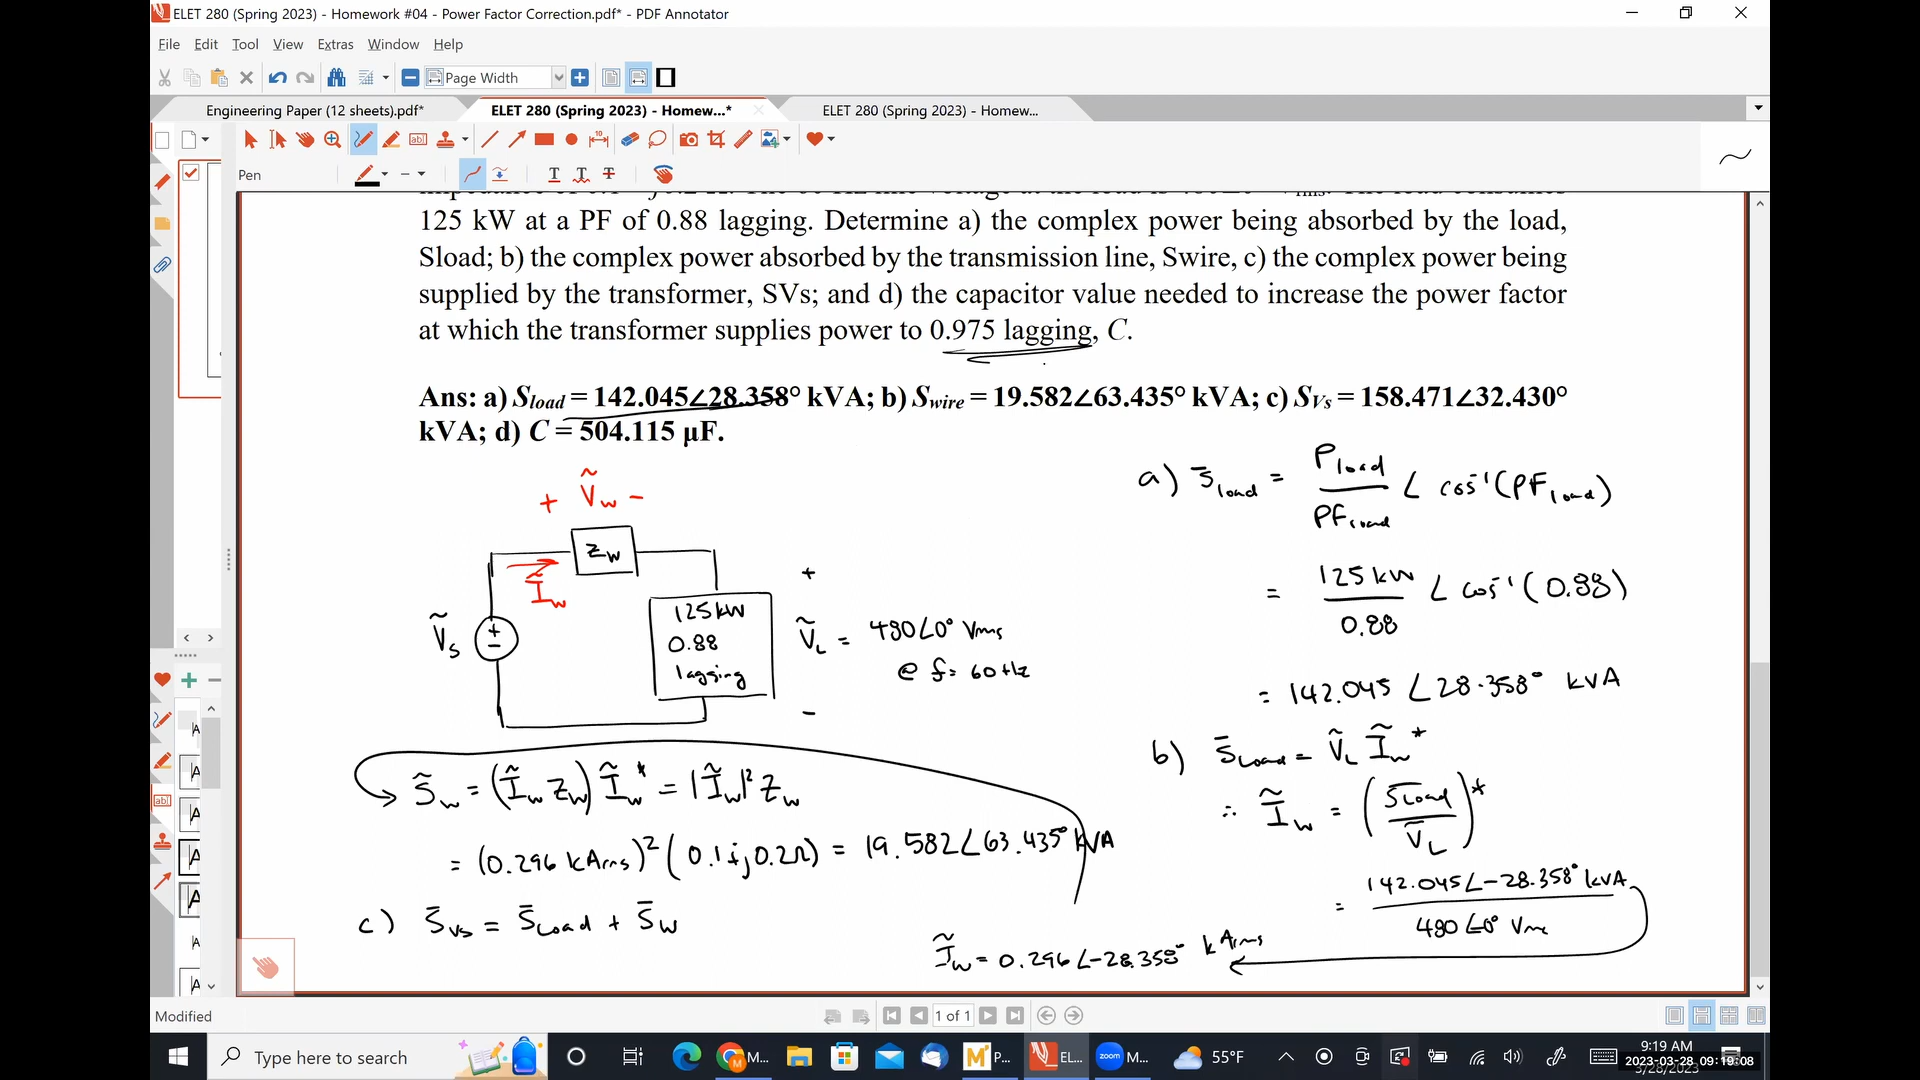 ELET 280 (Spring 2023) - Homework #04 - Power Factor Correction.pdf* - PDF Annotator
File Edit Tool View Extras Window Help
Page Width
Engineering Paper (12 sheets).pdf* ELET 280 (Spring 2023) - Homew...* ELET 280 (Spring 2023) - Homew...
Pen
125 kW at a PF of 0.88 lagging. Determine a) the complex power being absorbed by the load,
Sload; b) the complex power absorbed by the transmission line, Swire, c) the complex power being
supplied by the transformer, SVs; and d) the capacitor value needed to increase the power factor
at which the transformer supplies power to 0.975 lagging, C.
Ans: a) Sload = 142.045∠28.358° kVA; b) Swire = 19.582∠63.435° kVA; c) SVs = 158.471∠32.430°
kVA; d) C = 504.115 µF.
+ Ṽw -
Zw
Ĩw
Ṽs
+
-
125 kW
0.88
lagging
+
ṼL = 480∠0° Vrms
@ f = 60 Hz
-
a) S̄load = Pload / PFload ∠ cos⁻¹(PFload)
= 125 kW / 0.88 ∠ cos⁻¹(0.88)
= 142.045 ∠28.358° kVA
b) S̄Load = ṼL Ĩw*
∴ Ĩw = (S̄Load / ṼL)*
= 142.045∠-28.358° kVA / 480∠0° Vrms
Ĩw = 0.296∠-28.358° kArms
S̃w = (Ĩw Zw) Ĩw* = |Ĩw|² Zw
= (0.296 kArms)² (0.1+j0.2Ω) = 19.582∠63.435° kVA
c) S̄vs = S̄Load + S̄w
Modified
1 of 1
Type here to search
M...
P...
EL...
zoom
M...
55°F
9:19 AM
2023-03-28 09:19:08
3/28/2023